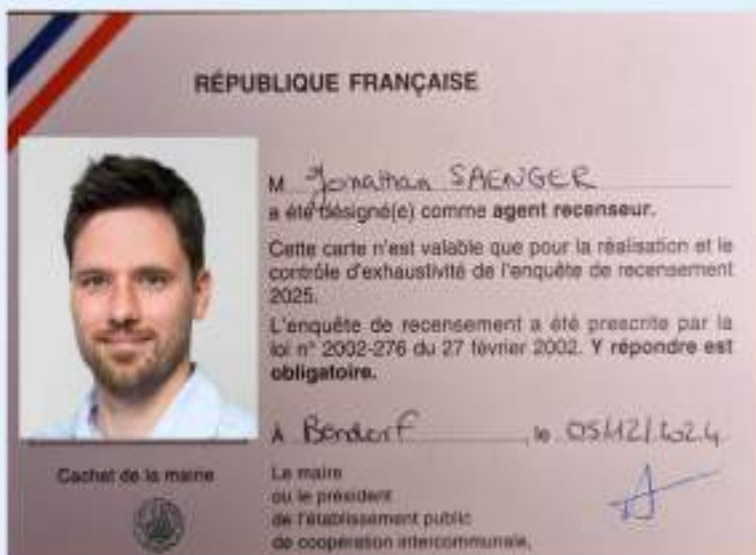 RÉPUBLIQUE FRANÇAISE
M Jonathan SAENGER
a été désigné(e) comme agent recenseur.
Cette carte n'est valable que pour la réalisation et le
contrôle d'exhaustivité de l'enquête de recensement
2025.
L'enquête de recensement a été prescrite par la
loi n° 2002-276 du 27 février 2002. Y répondre est
obligatoire.
À Bendorf, le 05/12/2024
Cachet de la mairie
Le maire
ou le président
de l'établissement public
de coopération intercommunale,